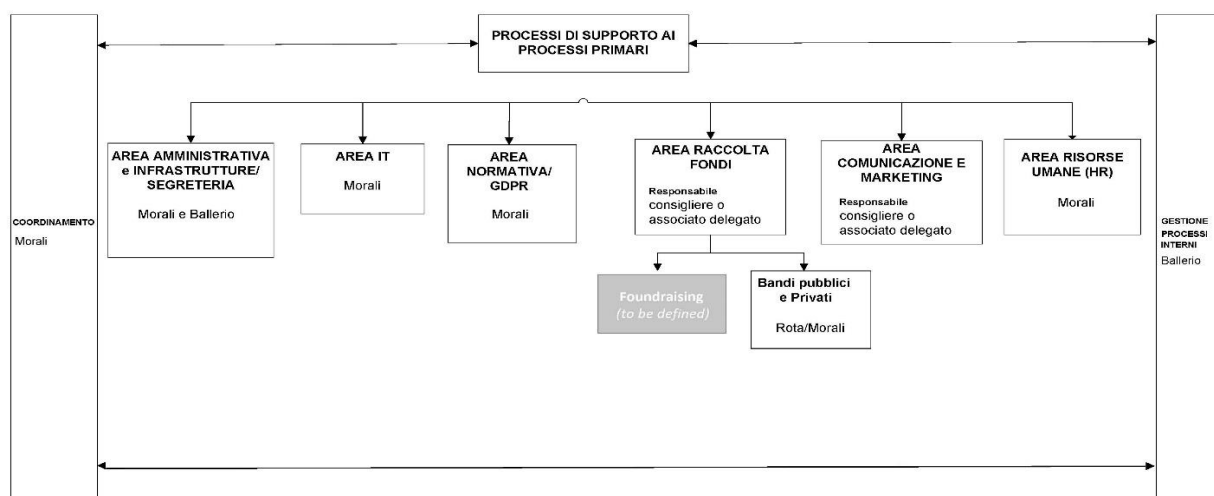 PROCESSI DI SUPPORTO AI
PROCESSI PRIMARI
AREA AMMINISTRATIVA
e INFRASTRUTTURE/
SEGRETERIA
Morali e Ballerio
AREA IT
Morali
AREA
NORMATIVA/
GDPR
Morali
AREA RACCOLTA
FONDI
Responsabile
consigliere o
associato delegato
AREA
COMUNICAZIONE E
MARKETING
Responsabile
consigliere o
associato delegato
AREA RISORSE
UMANE (HR)
Morali
COORDINAMENTO
Morali
GESTIONE
PROCESSI
INTERNI
Ballerio
Foundraising
(to be defined)
Bandi pubblici
e Privati
Rota/Morali